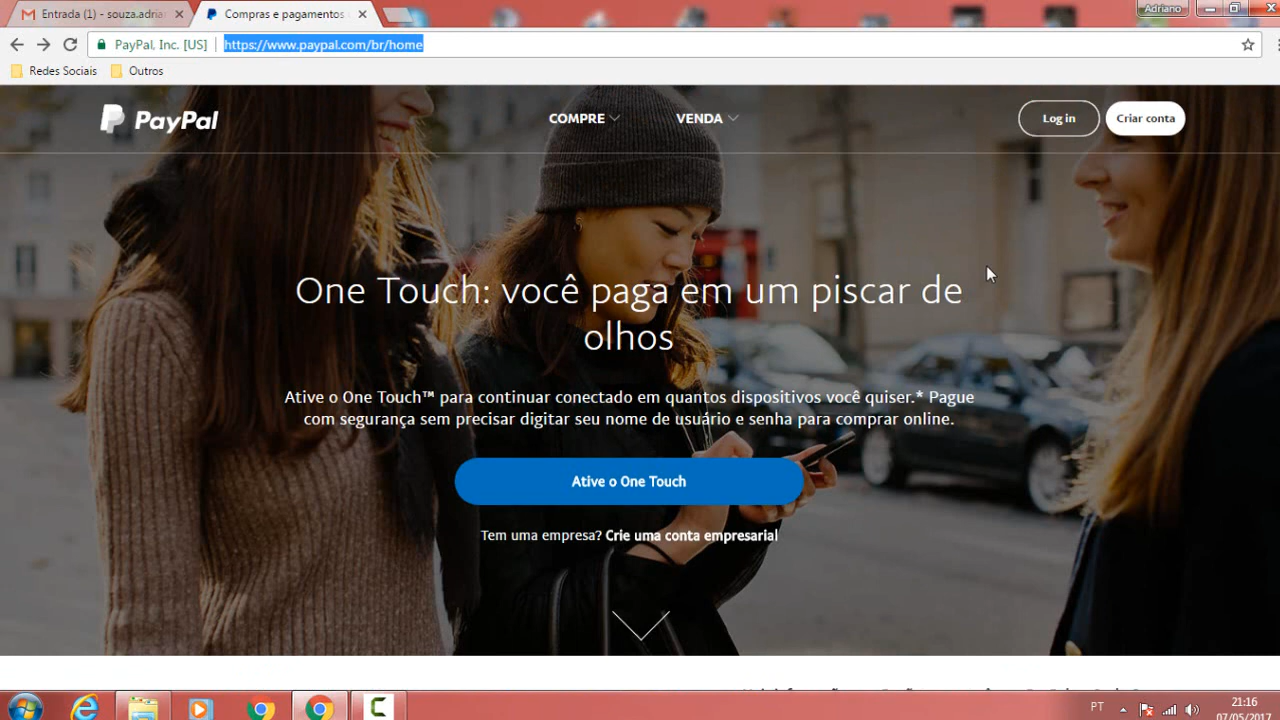 Adriano
Entrada (1) - souza.adria
Compras e pagamentos
PayPal, Inc. [US]
https://www.paypal.com/br/home
Redes Sociais
Outros
PayPal
COMPRE
VENDA
Log in
Criar conta
One Touch: você paga em um piscar de
olhos
Ative o One Touch™ para continuar conectado em quantos dispositivos você quiser.* Pague
com segurança sem precisar digitar seu nome de usuário e senha para comprar online.
Ative o One Touch
Tem uma empresa? Crie uma conta empresarial
PT
21:16
07/05/2017